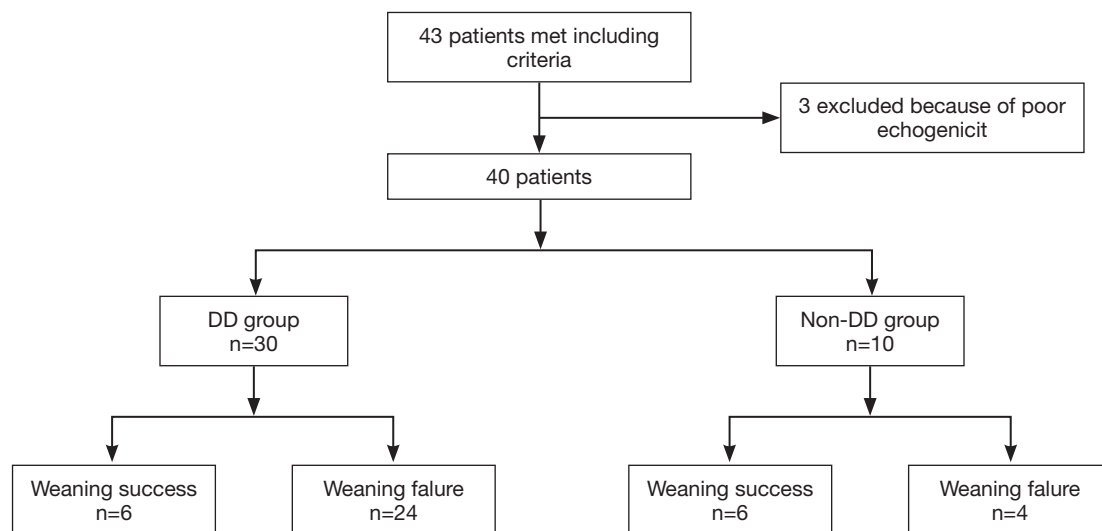 43 patients met including
criteria
3 excluded because of poor
echogenicit
40 patients
DD group
n=30
Non-DD group
n=10
Weaning success
n=6
Weaning falure
n=24
Weaning success
n=6
Weaning failure
n=4